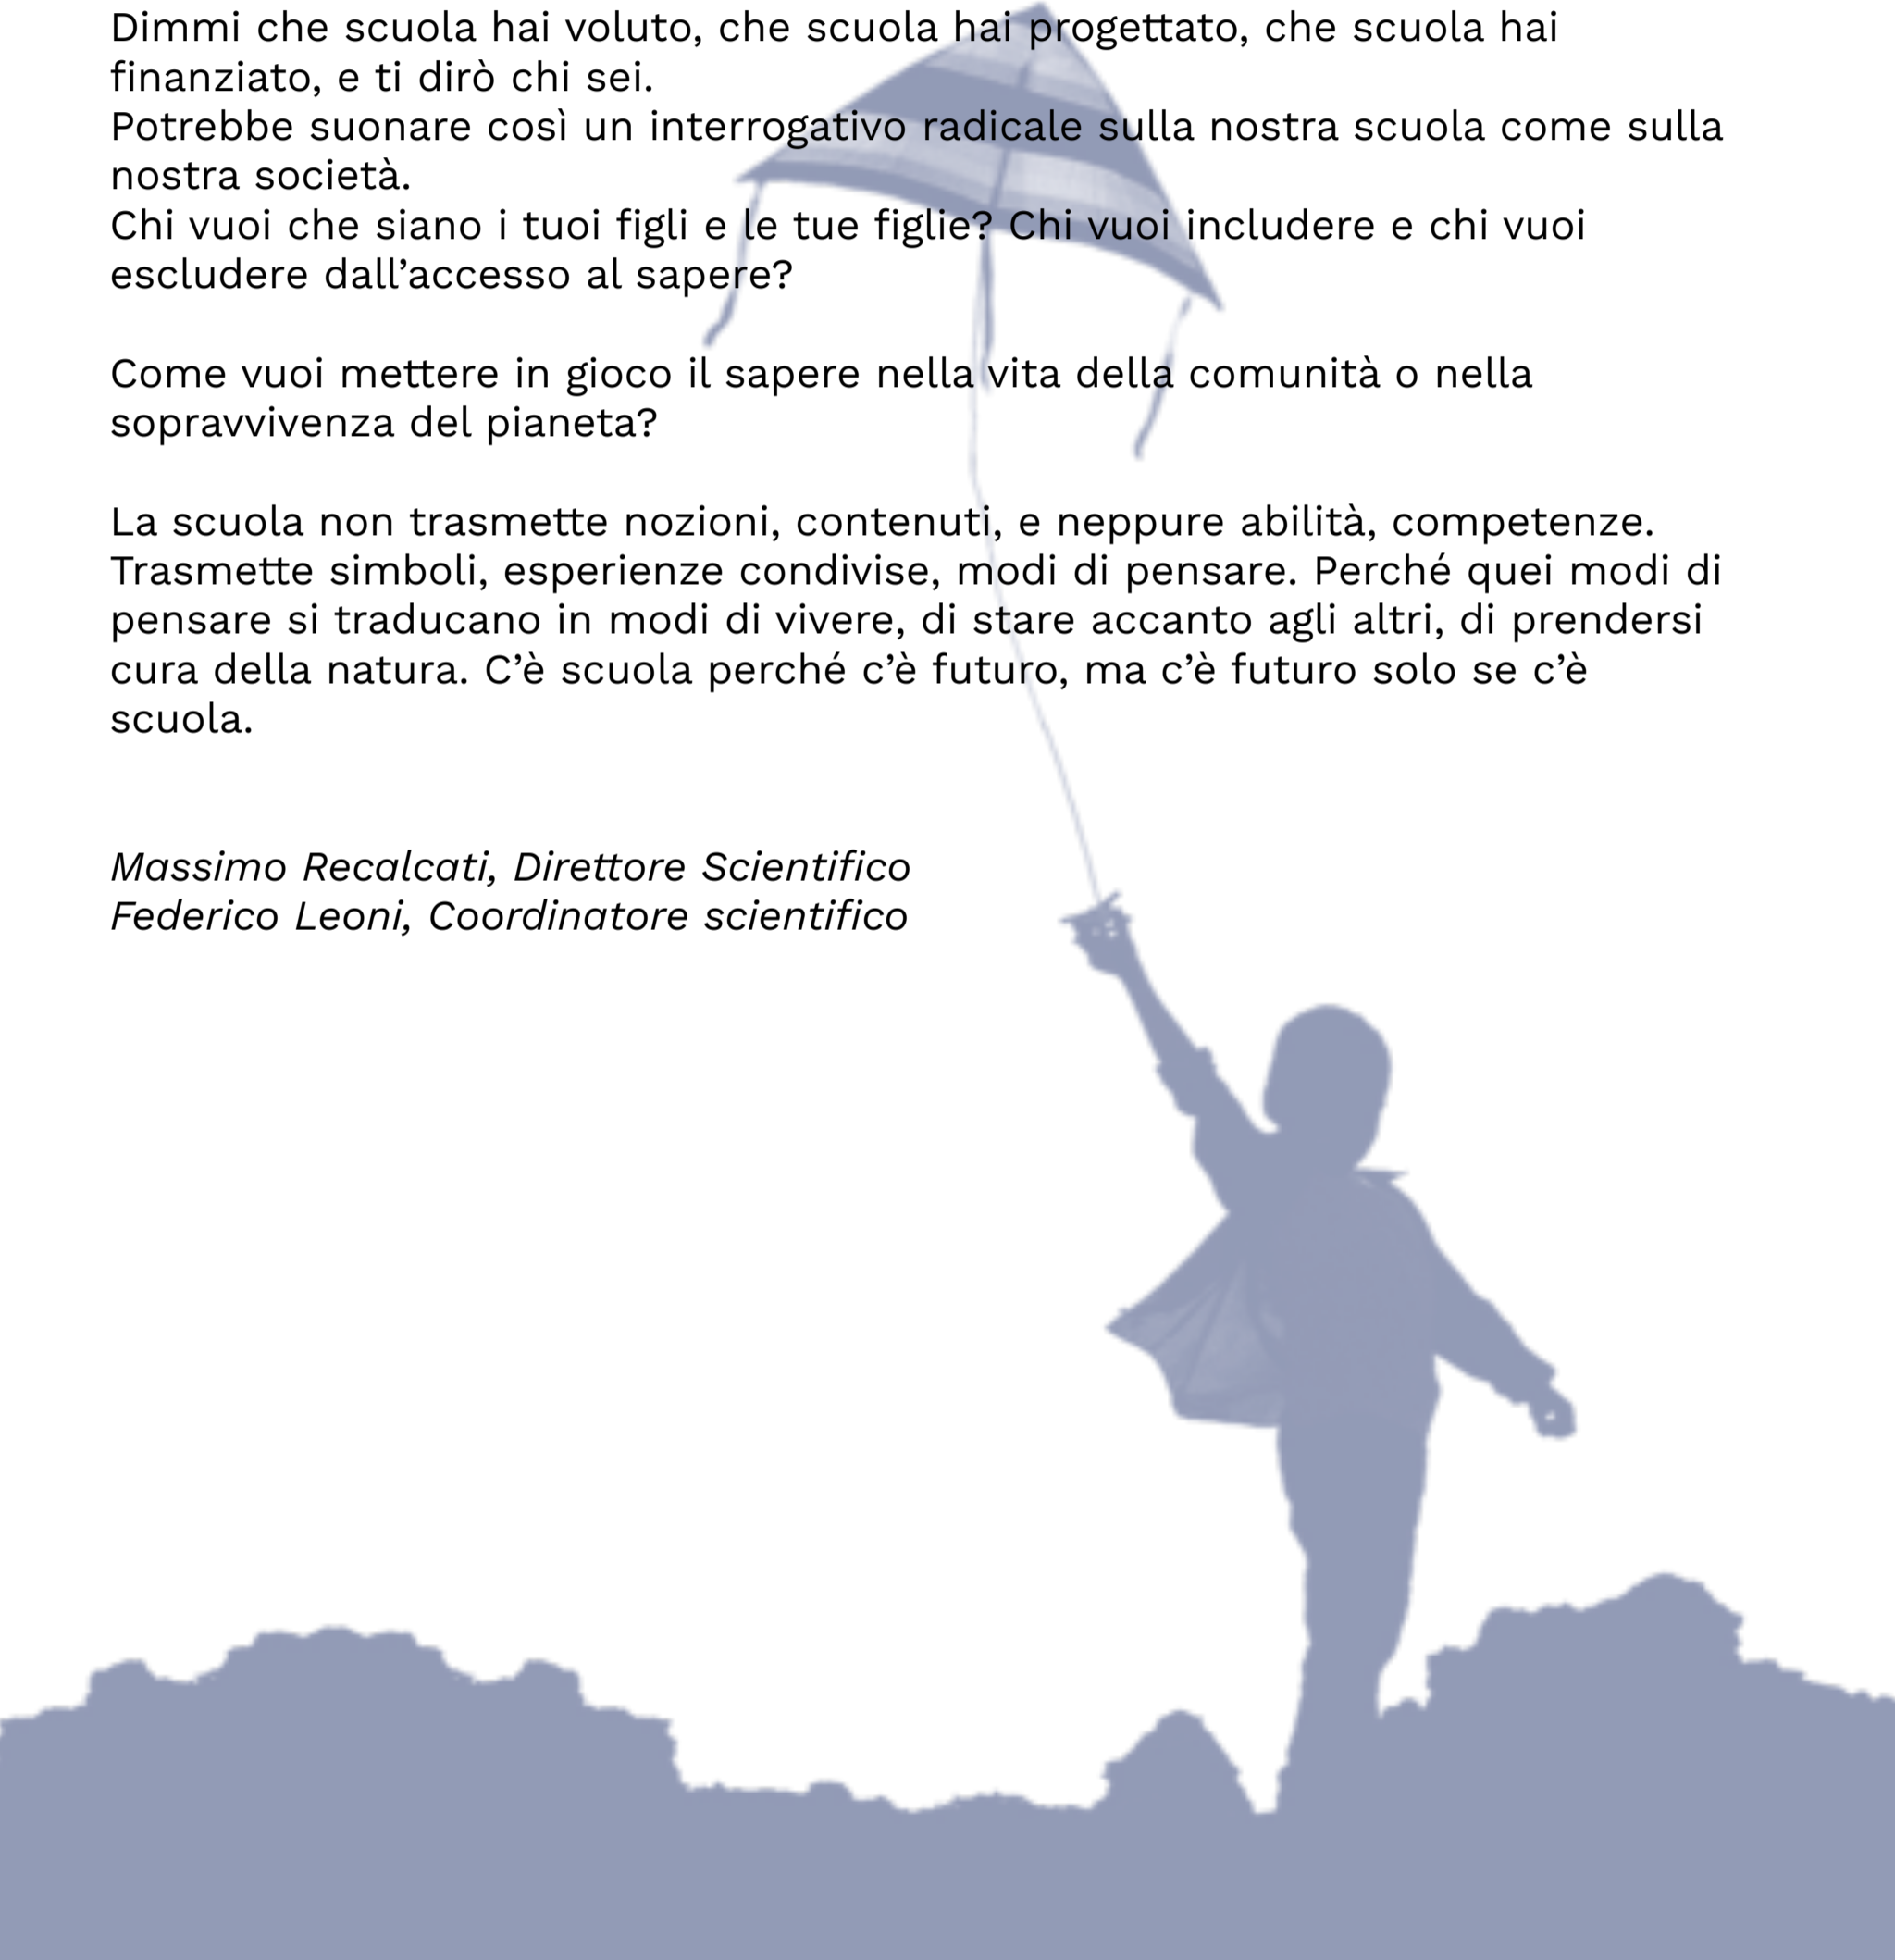 Dimmi che scuola hai voluto, che scuola hai progettato, che scuola hai
finanziato, e ti dirò chi sei.
Potrebbe suonare così un interrogativo radicale sulla nostra scuola come sulla
nostra società.
Chi vuoi che siano i tuoi figli e le tue figlie? Chi vuoi includere e chi vuoi
escludere dall’accesso al sapere?
Come vuoi mettere in gioco il sapere nella vita della comunità o nella
sopravvivenza del pianeta?
La scuola non trasmette nozioni, contenuti, e neppure abilità, competenze.
Trasmette simboli, esperienze condivise, modi di pensare. Perché quei modi di
pensare si traducano in modi di vivere, di stare accanto agli altri, di prendersi
cura della natura. C’è scuola perché c’è futuro, ma c’è futuro solo se c’è
scuola.
Massimo Recalcati, Direttore Scientifico
Federico Leoni, Coordinatore scientifico